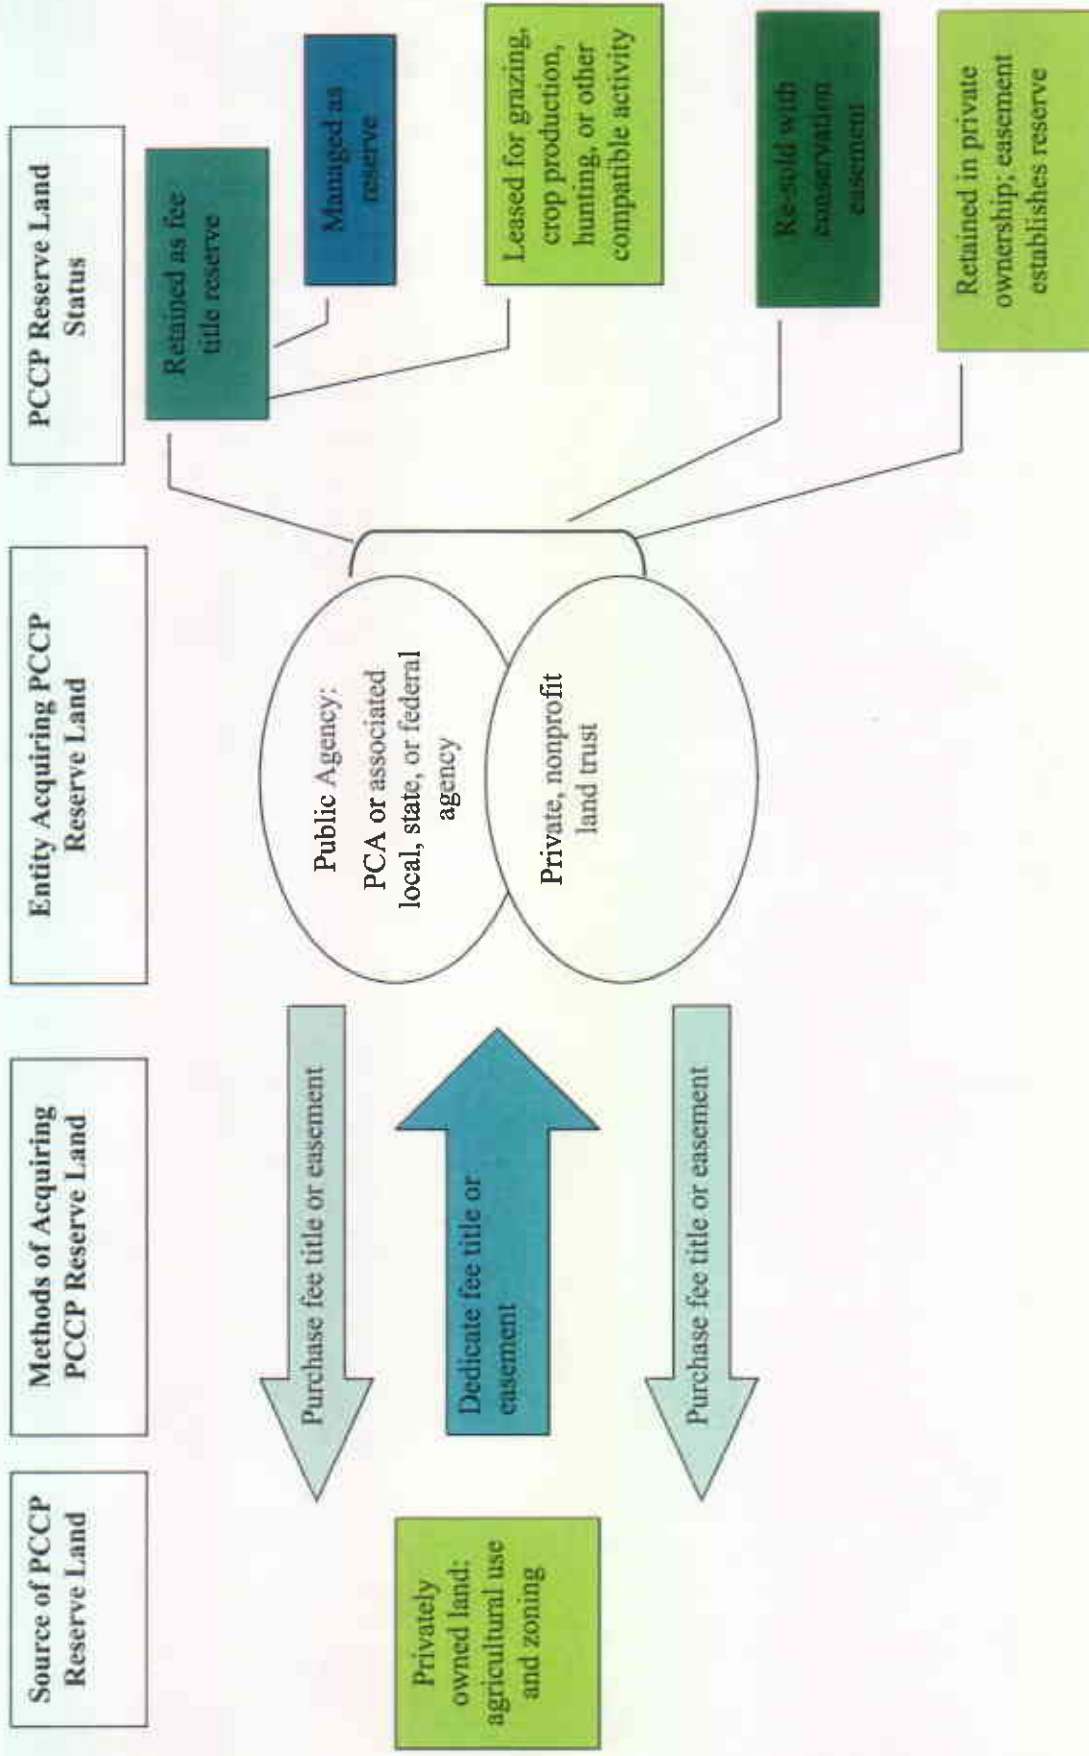 Source of PCCP
Reserve Land
Methods of Acquiring
PCCP Reserve Land
Entity Acquiring PCCP
Reserve Land
PCCP Reserve Land
Status
Privately
owned land:
agricultural use
and zoning
Purchase fee title or easement
Dedicate fee title or
easement
Purchase fee title or easement
Public Agency:
PCA or associated
local, state, or federal
agency
Private, nonprofit
land trust
Retained as fee
title reserve
Managed as
reserve
Leased for grazing,
crop production,
hunting, or other
compatible activity
Re-sold with
conservation
easement
Retained in private
ownership; easement
establishes reserve